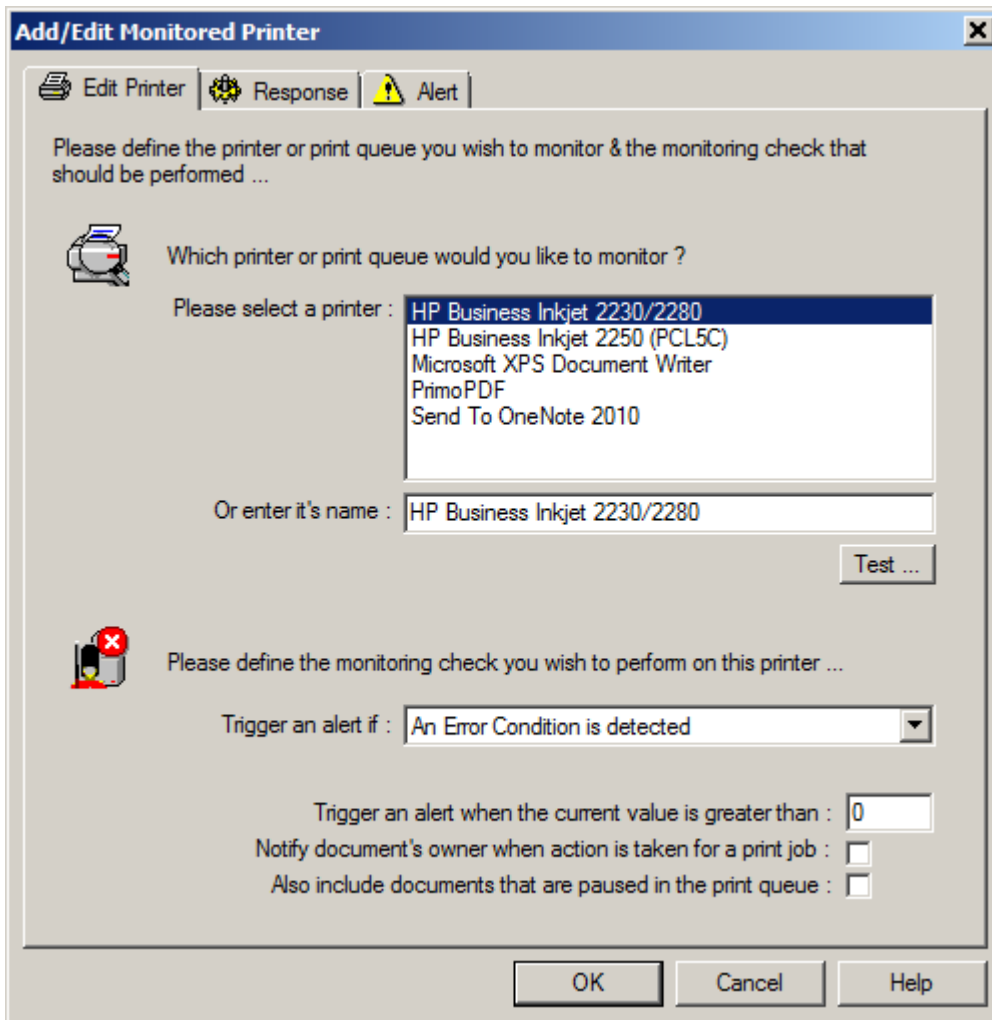 Add/Edit Monitored Printer
Edit Printer Response Alert
Please define the printer or print queue you wish to monitor & the monitoring check that
should be performed ...
Which printer or print queue would you like to monitor ?
Please select a printer :
HP Business Inkjet 2230/2280
HP Business Inkjet 2250 (PCL5C)
Microsoft XPS Document Writer
PrimoPDF
Send To OneNote 2010
Or enter it's name : HP Business Inkjet 2230/2280
Test ...
Please define the monitoring check you wish to perform on this printer ...
Trigger an alert if : An Error Condition is detected
Trigger an alert when the current value is greater than : 0
Notify document's owner when action is taken for a print job :
Also include documents that are paused in the print queue :
OK Cancel Help